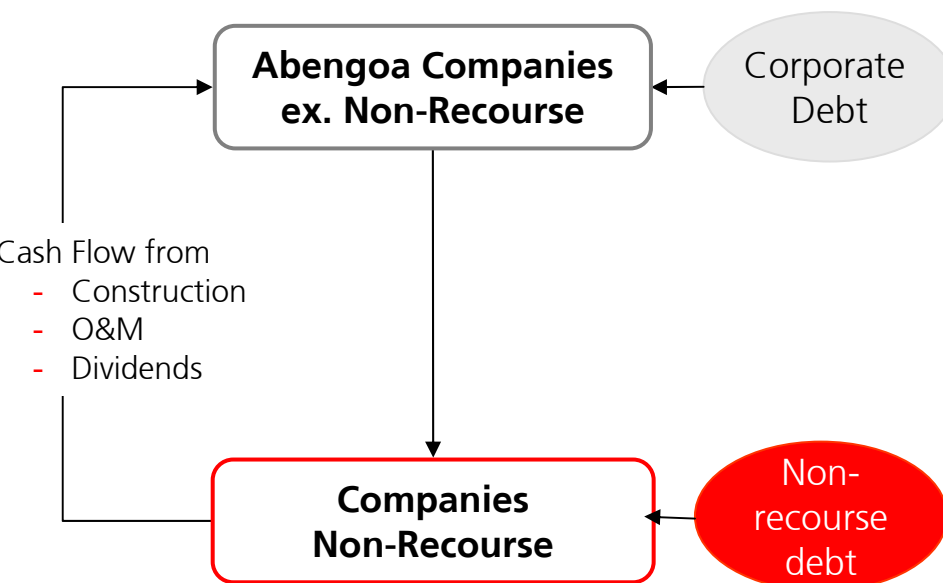 Abengoa Companies
ex. Non-Recourse
Corporate
Debt
Cash Flow from
- Construction
- O&M
- Dividends
Companies
Non-Recourse
Non-
recourse
debt